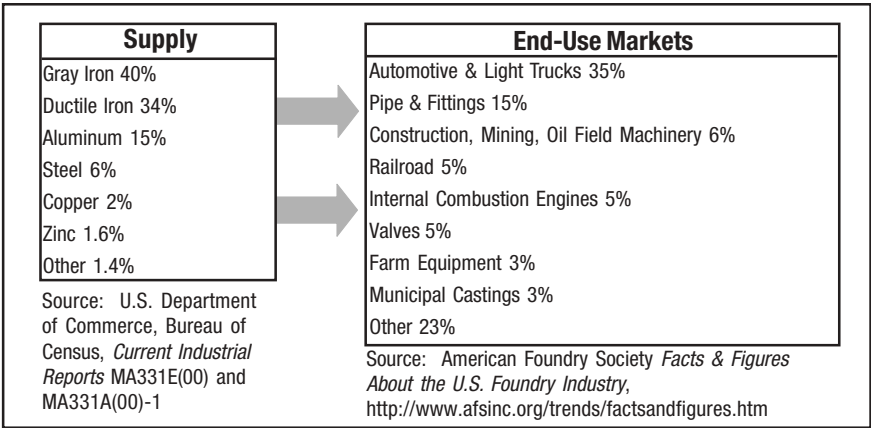 Supply
Gray Iron 40%
Ductile Iron 34%
Aluminum 15%
Steel 6%
Copper 2%
Zinc 1.6%
Other 1.4%
Source: U.S. Department
of Commerce, Bureau of
Census, Current Industrial
Reports MA331E(00) and
MA331A(00)-1
End-Use Markets
Automotive & Light Trucks 35%
Pipe & Fittings 15%
Construction, Mining, Oil Field Machinery 6%
Railroad 5%
Internal Combustion Engines 5%
Valves 5%
Farm Equipment 3%
Municipal Castings 3%
Other 23%
Source: American Foundry Society Facts & Figures
About the U.S. Foundry Industry,
http://www.afsinc.org/trends/factsandfigures.htm